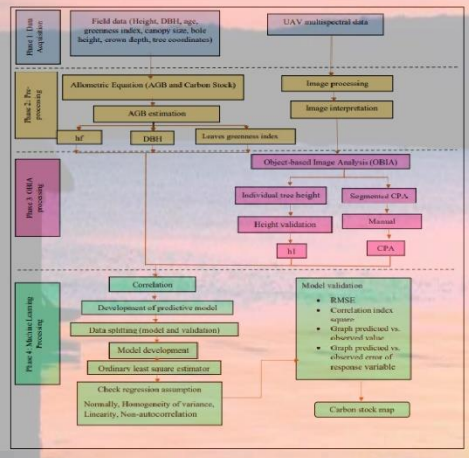 Phase 1: Data
Acquisition
Field data (Height, DBH, age,
greenness index, canopy size, bole
height, crown depth, tree coordinates)
UAV multispectral data
Phase 2: Pre-
processing
Allometric Equation (AGB and Carbon Stock)
AGB estimation
hf
DBH
Leaves greenness index
Image processing
Image interpretation
Phase 3: OBIA
processing
Object-based Image Analysis (OBIA)
Individual tree height
Height validation
Segmented CPA
Manual
CPA
Phase 4: Machine Learning
Processing
Correlation
Development of predictive model
Data splitting (model and validation)
Model development
Ordinary least square estimator
Check regression assumption
Normally, Homogeneity of variance,
Linearity, Non-autocorrelation
Model validation
• RMSE
• Correlation index
square
• Graph predicted vs.
observed value
• Graph predicted vs.
observed error of
response variable
Carbon stock map